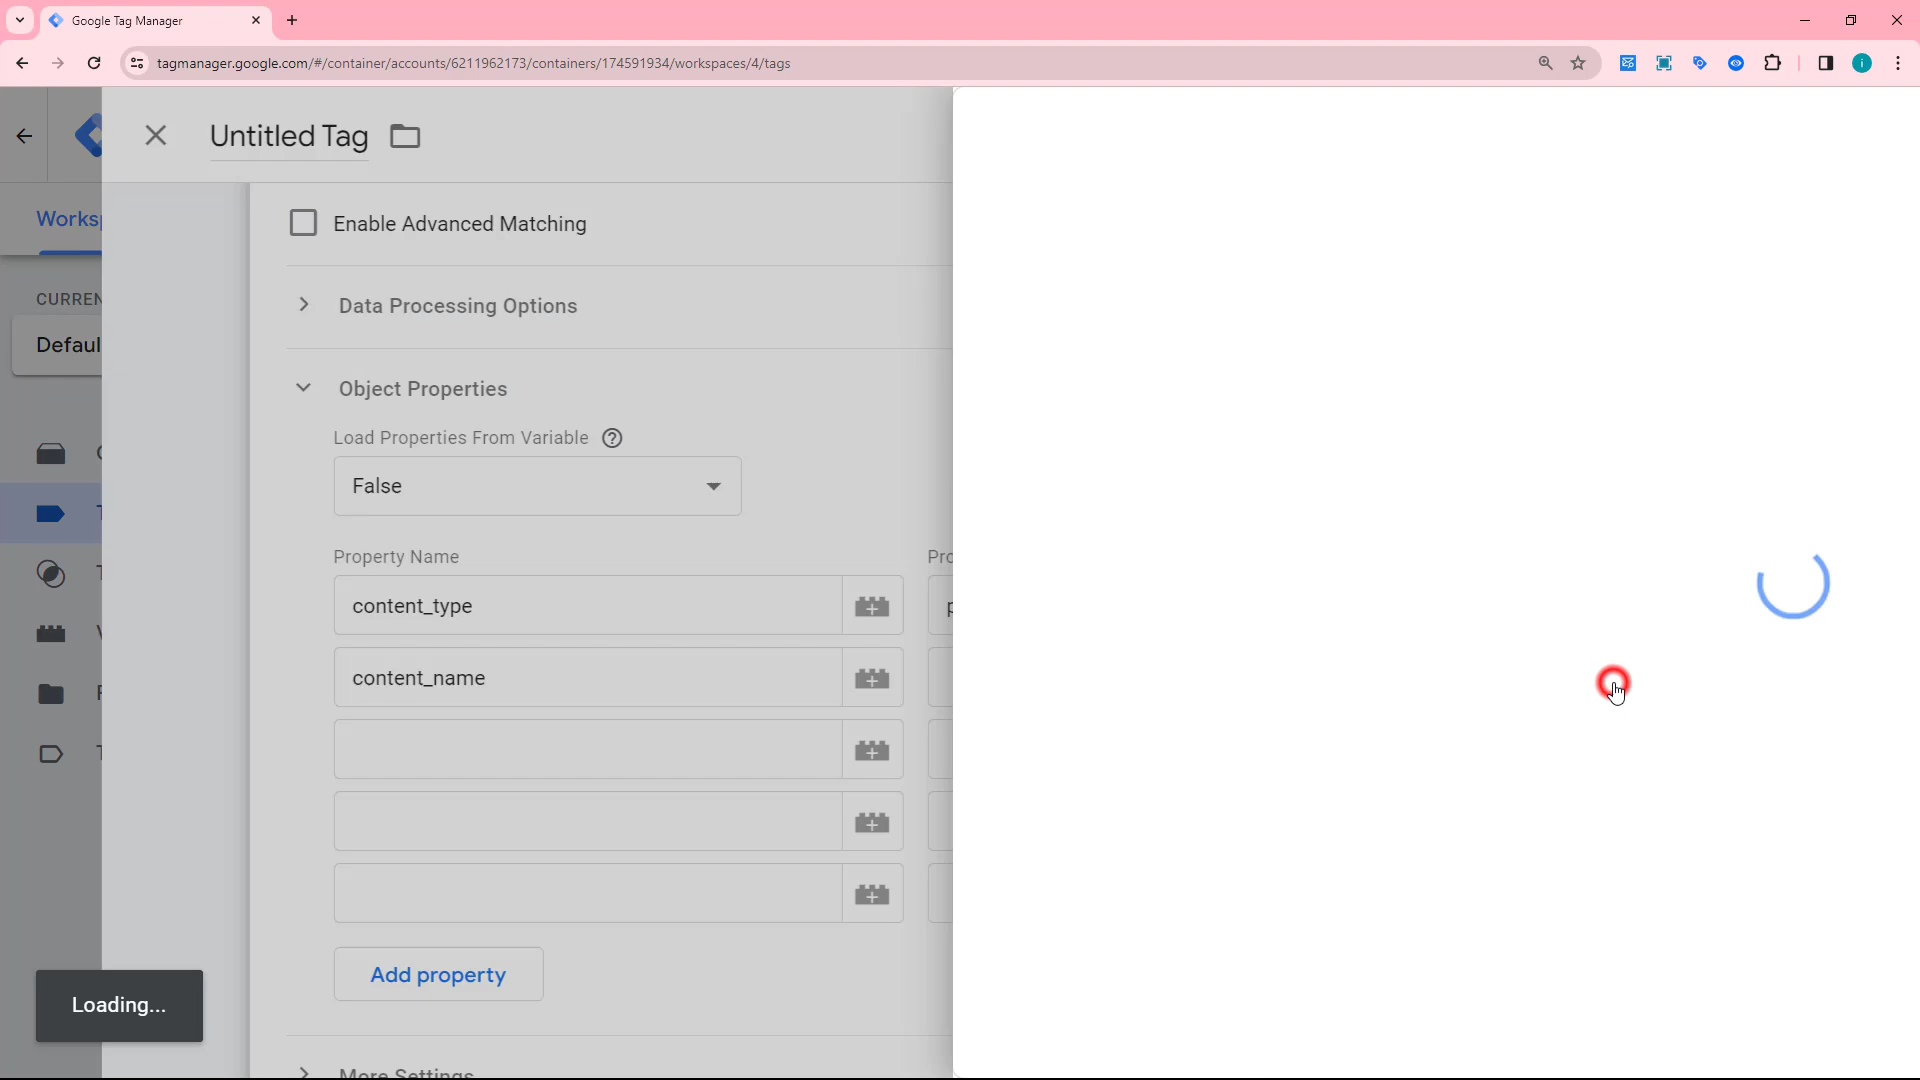 Google Tag Manager
tagmanager.google.com/#/container/accounts/6211962173/containers/174591934/workspaces/4/tags
i
Untitled Tag
Works
Enable Advanced Matching
CURREN
Data Processing Options
Defaul
Object Properties
Load Properties From Variable
False
Property Name
content_type
content_name
Add property
Loading...
More Settings